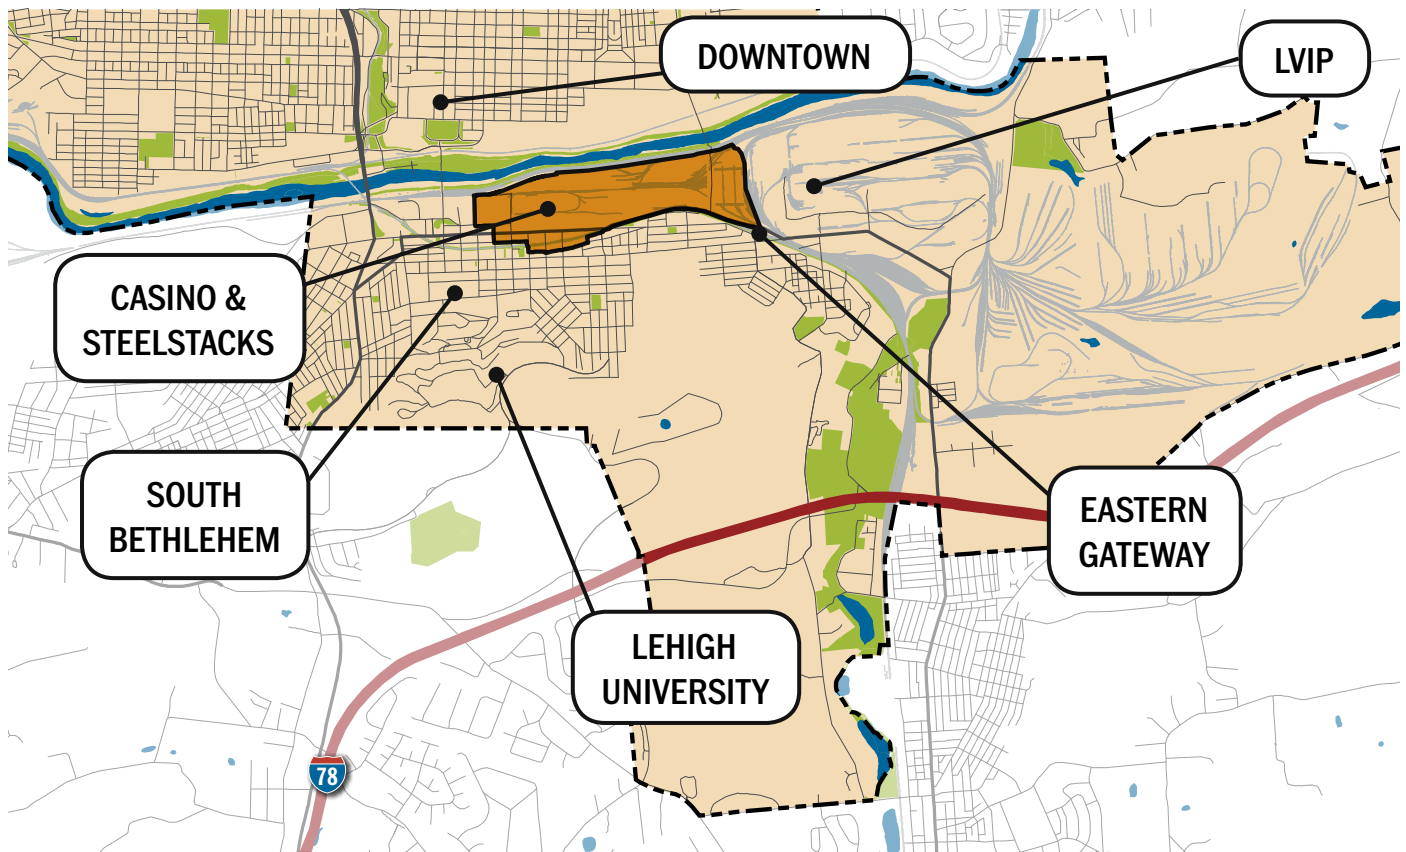 DOWNTOWN
LVIP
CASINO &
STEELSTACKS
SOUTH
BETHLEHEM
EASTERN
GATEWAY
LEHIGH
UNIVERSITY
78